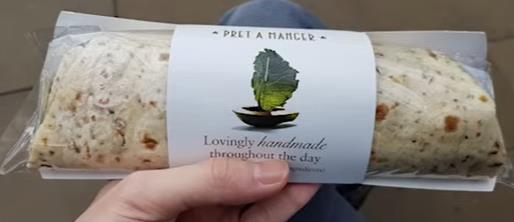 PRET A MANGER
Lovingly handmade
throughout the day